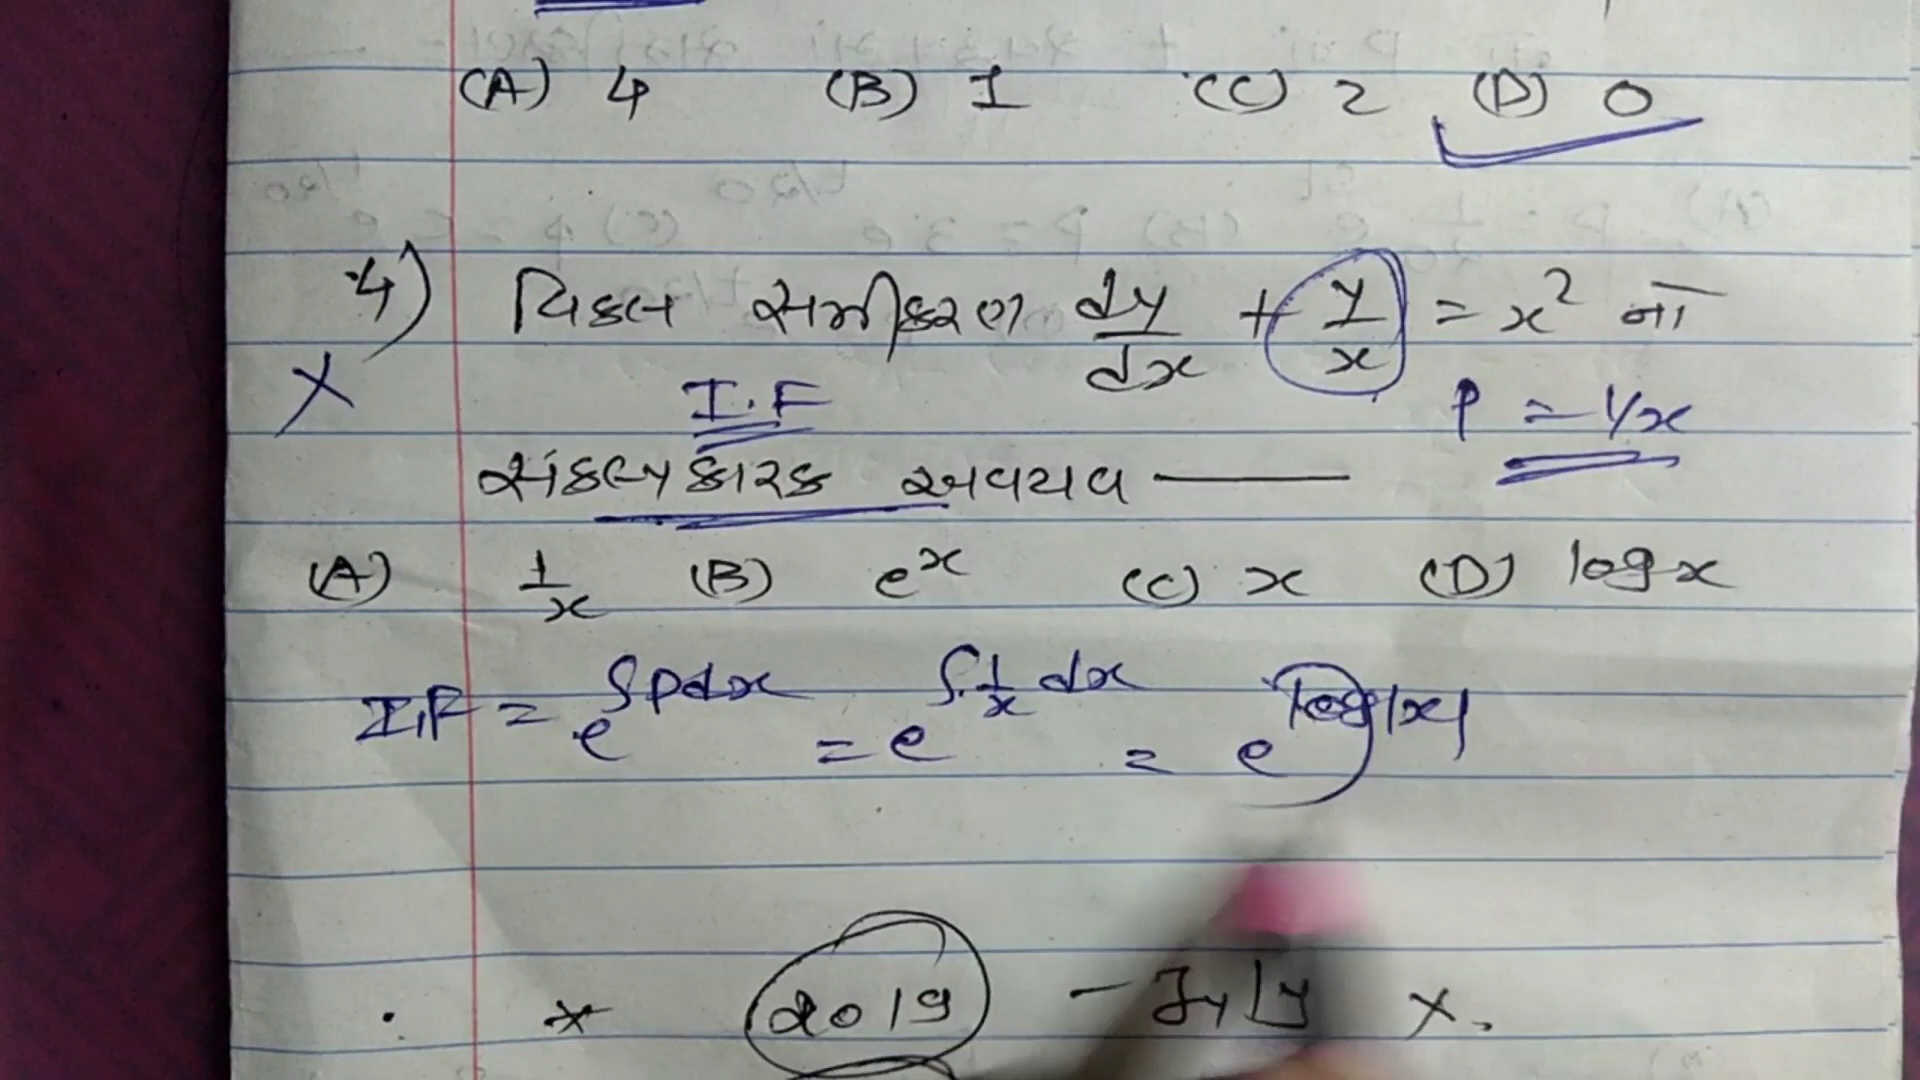 (A) 4 (B) 1 (C) 2 (D) 0
4) વિકલ સમીકરણ dy/dx + y/x = x² નો
I.F P = 1/x
સંકલ્યકારક અવયવ ———
(A) 1/x (B) e^x (C) x (D) log x
I.F = e^∫pdx = e^∫1/x dx = e^log|x|
* 2019 - July x.